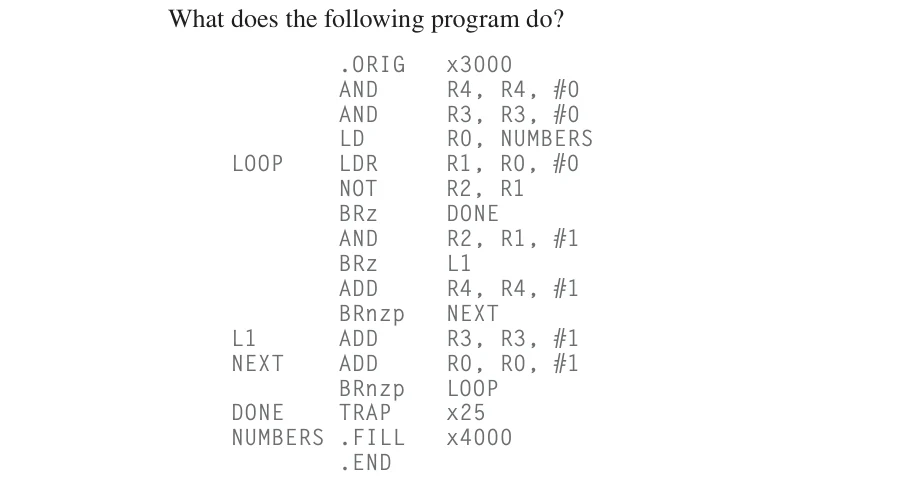 What does the following program do?
.ORIG x3000
AND R4, R4, #0
AND R3, R3, #0
LD R0, NUMBERS
LOOP LDR R1, R0, #0
NOT R2, R1
BRz DONE
AND R2, R1, #1
BRz L1
ADD R4, R4, #1
BRnzp NEXT
L1 ADD R3, R3, #1
NEXT ADD R0, R0, #1
BRnzp LOOP
DONE TRAP x25
NUMBERS .FILL x4000
.END